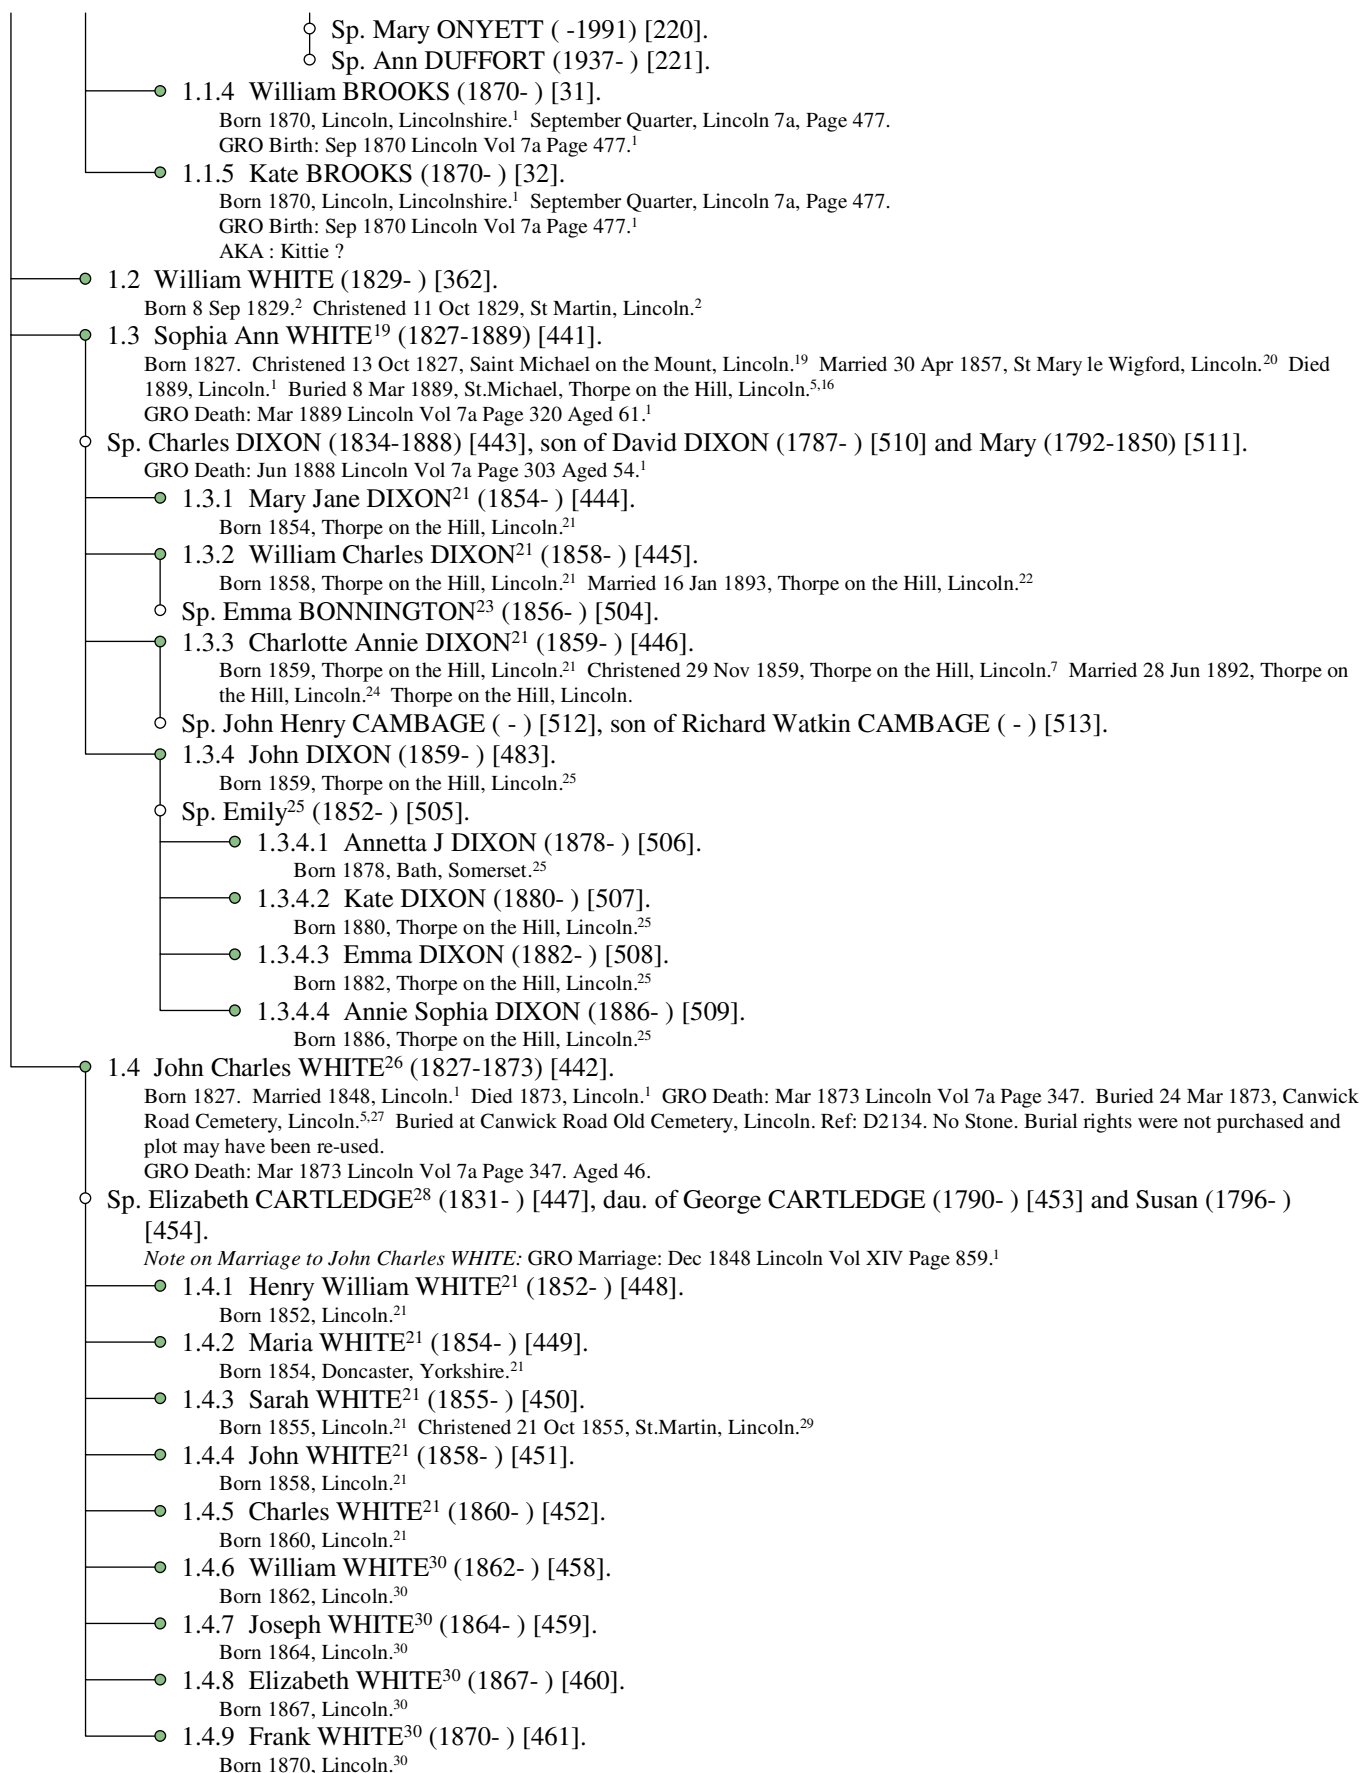 Sp. Mary ONYETT ( -1991) [220].
Sp. Ann DUFFORT (1937- ) [221].
1.1.4 William BROOKS (1870- ) [31].
Born 1870, Lincoln, Lincolnshire.¹ September Quarter, Lincoln 7a, Page 477.
GRO Birth: Sep 1870 Lincoln Vol 7a Page 477.¹
1.1.5 Kate BROOKS (1870- ) [32].
Born 1870, Lincoln, Lincolnshire.¹ September Quarter, Lincoln 7a, Page 477.
GRO Birth: Sep 1870 Lincoln Vol 7a Page 477.¹
AKA : Kittie ?
1.2 William WHITE (1829- ) [362].
Born 8 Sep 1829.² Christened 11 Oct 1829, St Martin, Lincoln.²
1.3 Sophia Ann WHITE¹⁹ (1827-1889) [441].
Born 1827. Christened 13 Oct 1827, Saint Michael on the Mount, Lincoln.¹⁹ Married 30 Apr 1857, St Mary le Wigford, Lincoln.²⁰ Died
1889, Lincoln.¹ Buried 8 Mar 1889, St.Michael, Thorpe on the Hill, Lincoln.⁵,¹⁶
GRO Death: Mar 1889 Lincoln Vol 7a Page 320 Aged 61.¹
Sp. Charles DIXON (1834-1888) [443], son of David DIXON (1787- ) [510] and Mary (1792-1850) [511].
GRO Death: Jun 1888 Lincoln Vol 7a Page 303 Aged 54.¹
1.3.1 Mary Jane DIXON²¹ (1854- ) [444].
Born 1854, Thorpe on the Hill, Lincoln.²¹
1.3.2 William Charles DIXON²¹ (1858- ) [445].
Born 1858, Thorpe on the Hill, Lincoln.²¹ Married 16 Jan 1893, Thorpe on the Hill, Lincoln.²²
Sp. Emma BONNINGTON²³ (1856- ) [504].
1.3.3 Charlotte Annie DIXON²¹ (1859- ) [446].
Born 1859, Thorpe on the Hill, Lincoln.²¹ Christened 29 Nov 1859, Thorpe on the Hill, Lincoln.⁷ Married 28 Jun 1892, Thorpe on
the Hill, Lincoln.²⁴ Thorpe on the Hill, Lincoln.
Sp. John Henry CAMBAGE ( - ) [512], son of Richard Watkin CAMBAGE ( - ) [513].
1.3.4 John DIXON (1859- ) [483].
Born 1859, Thorpe on the Hill, Lincoln.²⁵
Sp. Emily²⁵ (1852- ) [505].
1.3.4.1 Annetta J DIXON (1878- ) [506].
Born 1878, Bath, Somerset.²⁵
1.3.4.2 Kate DIXON (1880- ) [507].
Born 1880, Thorpe on the Hill, Lincoln.²⁵
1.3.4.3 Emma DIXON (1882- ) [508].
Born 1882, Thorpe on the Hill, Lincoln.²⁵
1.3.4.4 Annie Sophia DIXON (1886- ) [509].
Born 1886, Thorpe on the Hill, Lincoln.²⁵
1.4 John Charles WHITE²⁶ (1827-1873) [442].
Born 1827. Married 1848, Lincoln.¹ Died 1873, Lincoln.¹ GRO Death: Mar 1873 Lincoln Vol 7a Page 347. Buried 24 Mar 1873, Canwick
Road Cemetery, Lincoln.⁵,²⁷ Buried at Canwick Road Old Cemetery, Lincoln. Ref: D2134. No Stone. Burial rights were not purchased and
plot may have been re-used.
GRO Death: Mar 1873 Lincoln Vol 7a Page 347. Aged 46.
Sp. Elizabeth CARTLEDGE²⁸ (1831- ) [447], dau. of George CARTLEDGE (1790- ) [453] and Susan (1796- )
[454].
Note on Marriage to John Charles WHITE: GRO Marriage: Dec 1848 Lincoln Vol XIV Page 859.¹
1.4.1 Henry William WHITE²¹ (1852- ) [448].
Born 1852, Lincoln.²¹
1.4.2 Maria WHITE²¹ (1854- ) [449].
Born 1854, Doncaster, Yorkshire.²¹
1.4.3 Sarah WHITE²¹ (1855- ) [450].
Born 1855, Lincoln.²¹ Christened 21 Oct 1855, St.Martin, Lincoln.²⁹
1.4.4 John WHITE²¹ (1858- ) [451].
Born 1858, Lincoln.²¹
1.4.5 Charles WHITE²¹ (1860- ) [452].
Born 1860, Lincoln.²¹
1.4.6 William WHITE³⁰ (1862- ) [458].
Born 1862, Lincoln.³⁰
1.4.7 Joseph WHITE³⁰ (1864- ) [459].
Born 1864, Lincoln.³⁰
1.4.8 Elizabeth WHITE³⁰ (1867- ) [460].
Born 1867, Lincoln.³⁰
1.4.9 Frank WHITE³⁰ (1870- ) [461].
Born 1870, Lincoln.³⁰